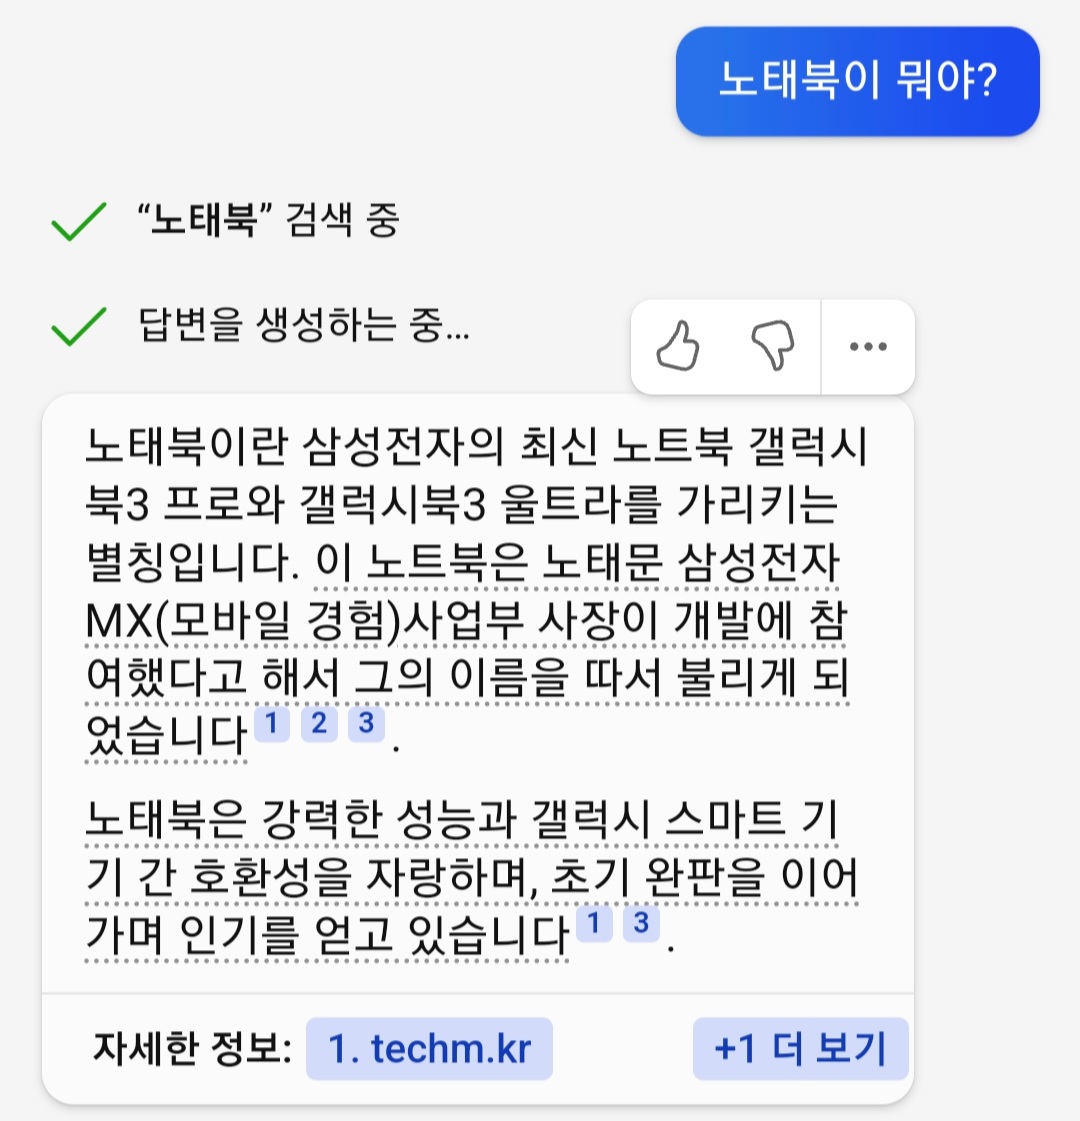 노태북이 뭐야?
“노태북” 검색 중
답변을 생성하는 중...
노태북이란 삼성전자의 최신 노트북 갤럭시
북3 프로와 갤럭시북3 울트라를 가리키는
별칭입니다. 이 노트북은 노태문 삼성전자
MX(모바일 경험)사업부 사장이 개발에 참
여했다고 해서 그의 이름을 따서 불리게 되
었습니다 1 2 3 .
노태북은 강력한 성능과 갤럭시 스마트 기
기 간 호환성을 자랑하며, 초기 완판을 이어
가며 인기를 얻고 있습니다 1 3 .
자세한 정보: 1. techm.kr +1 더 보기